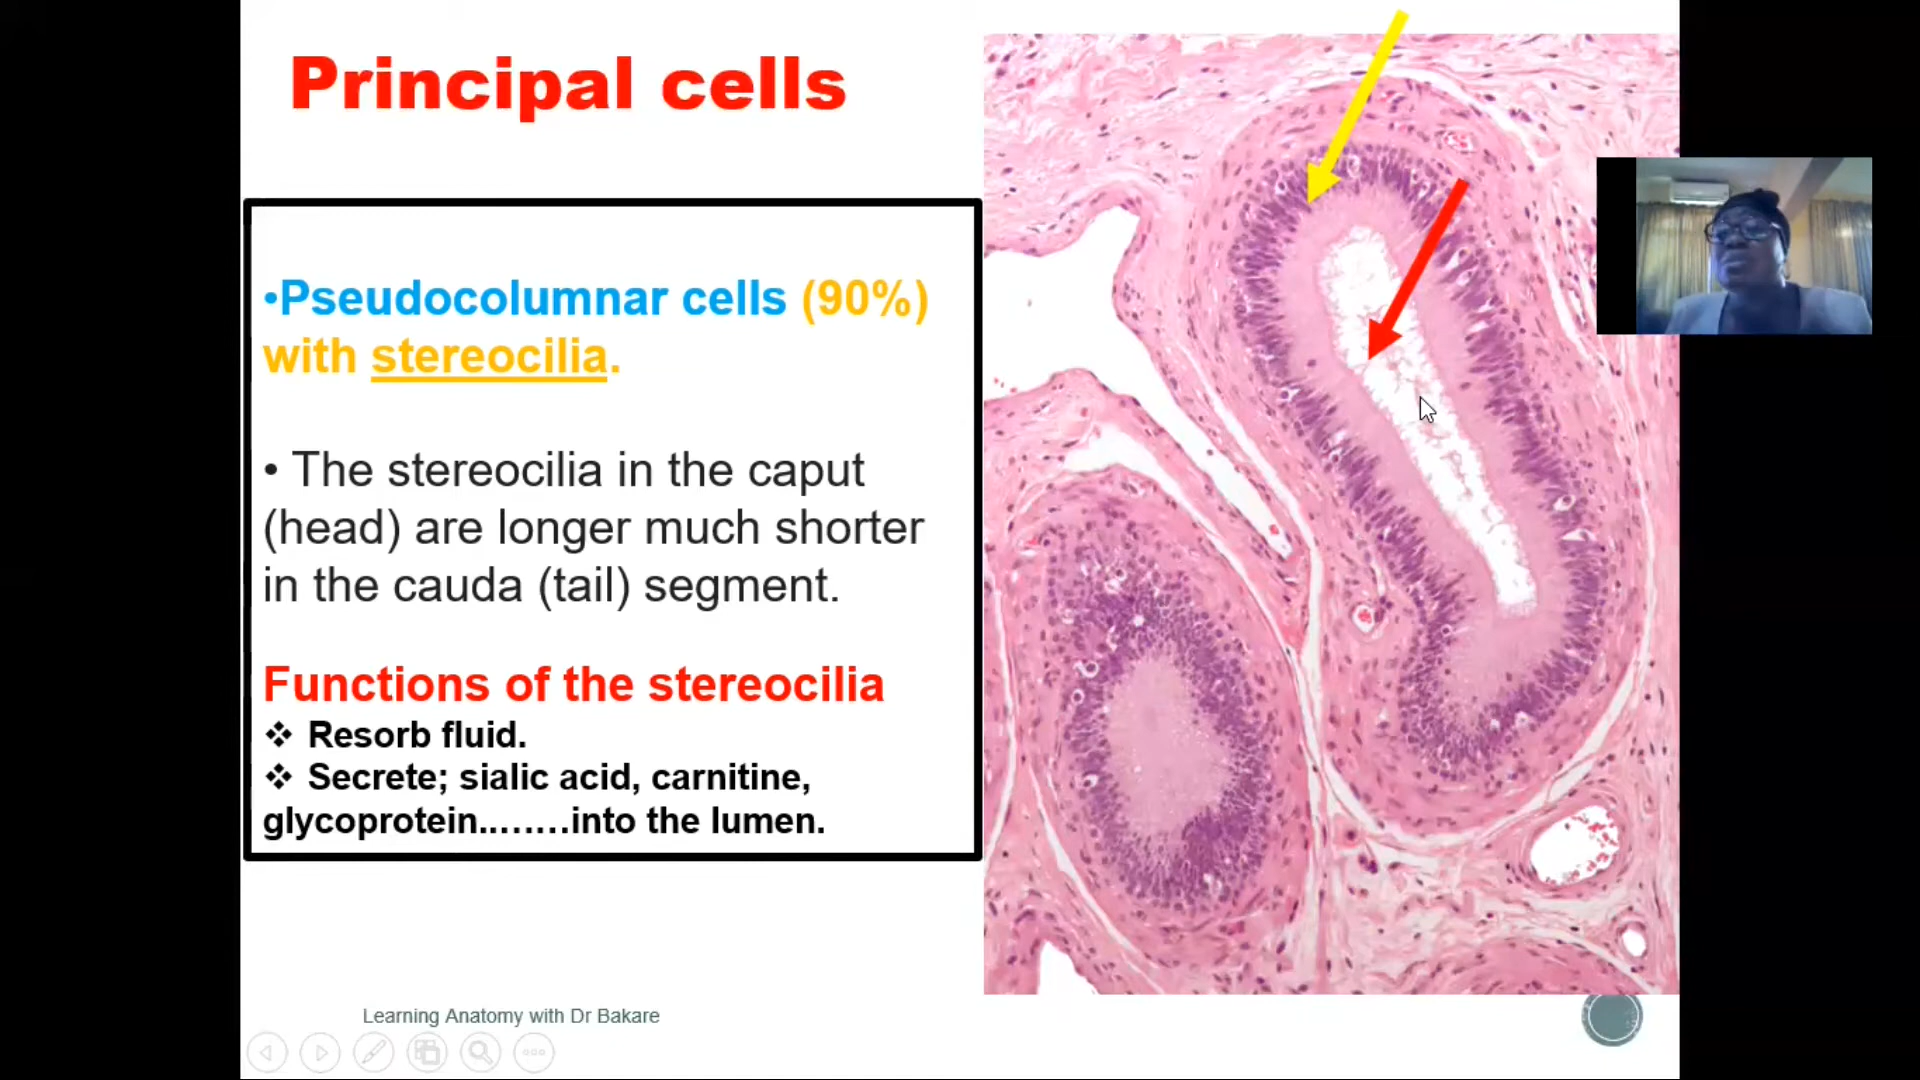 Principal cells
•Pseudocolumnar cells (90%)
with stereocilia.
• The stereocilia in the caput
(head) are longer much shorter
in the cauda (tail) segment.
Functions of the stereocilia
❖ Resorb fluid.
❖ Secrete; sialic acid, carnitine,
glycoprotein..……into the lumen.
Learning Anatomy with Dr Bakare